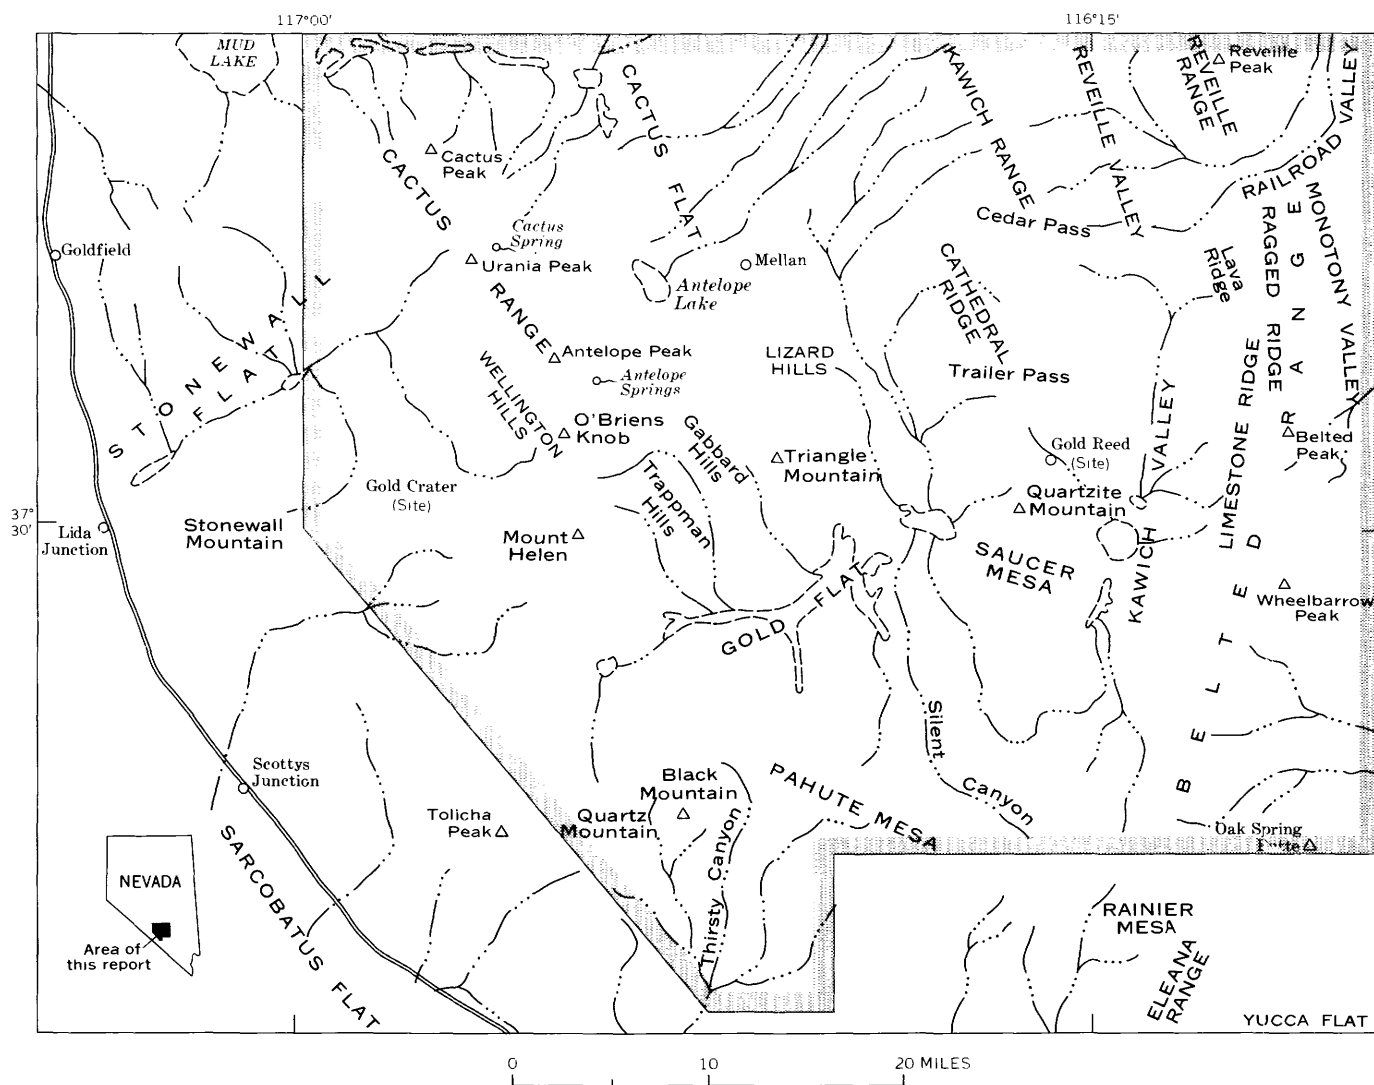 117°00'
116°15'
MUD
LAKE
CACTUS
FLAT
KAWICH RANGE
REVEILLE VALLEY
REVEILLE
RANGE
Reveille
Peak
RAILROAD VALLEY
Cactus
Peak
CACTUS RANGE
Cactus
Spring
Urania Peak
Goldfield
Mellan
Antelope
Lake
Cedar Pass
CATHEDRAL
RIDGE
Lava
Ridge
RAGGED RIDGE
MONOTONY VALLEY
STONEWALL
FLAT
Antelope Peak
Antelope
Springs
WELLINGTON
HILLS
O'Briens
Knob
LIZARD
HILLS
Trailer Pass
LIMESTONE RIDGE
BELTED RANGE
Belted
Peak
Gabbard
Hills
Triangle
Mountain
Gold Reed
(Site)
KAWICH VALLEY
Trappman
Hills
Gold Crater
(Site)
Quartzite
Mountain
37°
30'
Lida
Junction
Stonewall
Mountain
Mount
Helen
SAUCER
MESA
GOLD FLAT
Wheelbarrow
Peak
Silent Canyon
Scottys
Junction
Black
Mountain
PAHUTE MESA
Tolicha
Peak
Quartz
Mountain
Thirsty Canyon
Oak Spring
SARCOBATUS FLAT
NEVADA
Area of
this report
RAINIER
MESA
ELEANA
RANGE
YUCCA FLAT
0 10 20 MILES